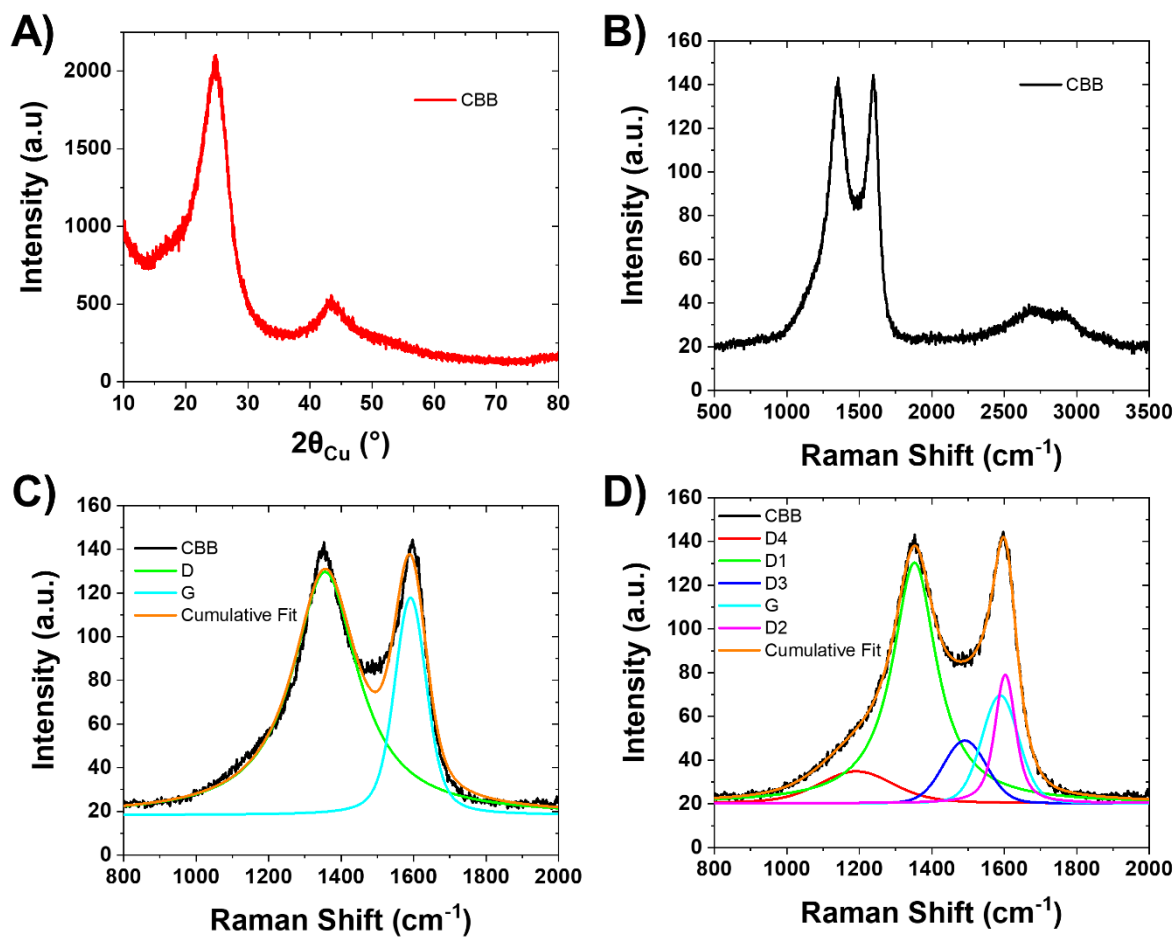 A)
Intensity (a.u)
2000
1500
1000
500
0
CBB
10 20 30 40 50 60 70 80
2θCu (°)
B)
Intensity (a.u.)
160
140
120
100
80
60
40
20
0
CBB
500 1000 1500 2000 2500 3000 3500
Raman Shift (cm⁻¹)
C)
Intensity (a.u.)
160
140
120
100
80
60
40
20
0
CBB
D
G
Cumulative Fit
800 1000 1200 1400 1600 1800 2000
Raman Shift (cm⁻¹)
D)
Intensity (a.u.)
160
140
120
100
80
60
40
20
0
CBB
D4
D1
D3
G
D2
Cumulative Fit
800 1000 1200 1400 1600 1800 2000
Raman Shift (cm⁻¹)